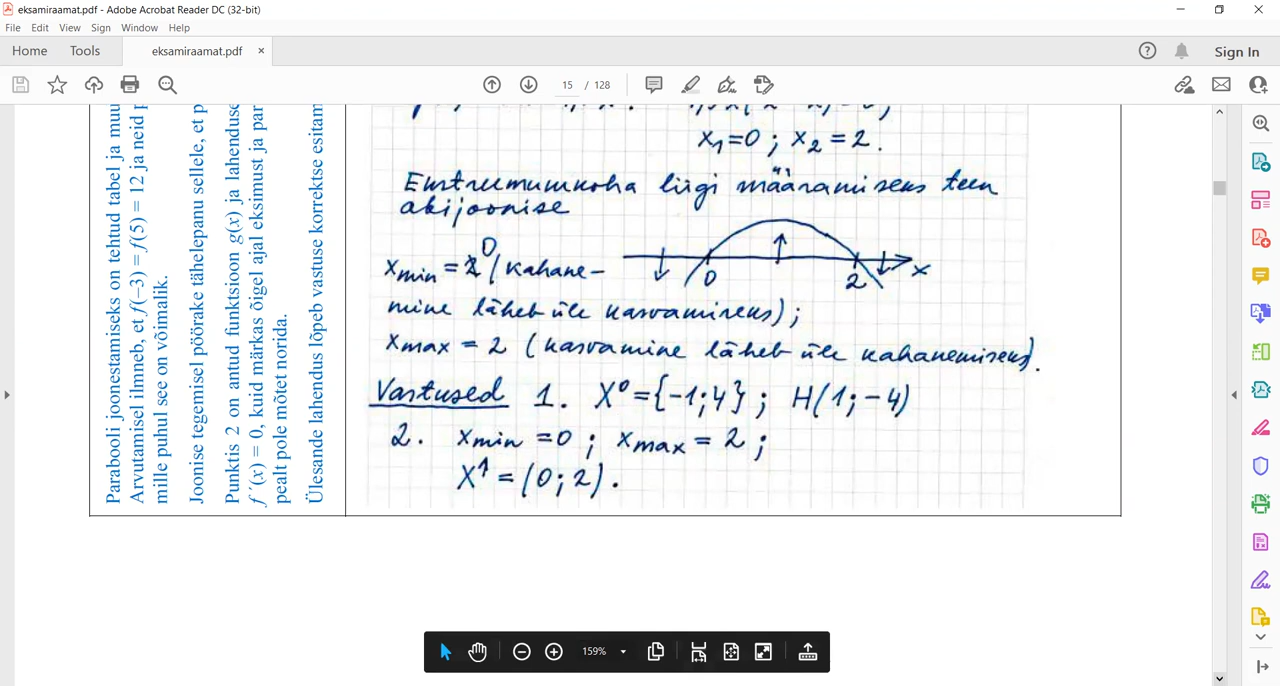 eksamiraamat.pdf - Adobe Acrobat Reader DC (32-bit)
File Edit View Sign Window Help
Home Tools eksamiraamat.pdf × Sign In
15 / 128
Parabooli joonestamiseks on tehtud tabel ja muu
Arvutamisel ilmneb, et f(−3) = f(5) = 12 ja neid p
mille puhul see on võimalik.
Joonise tegemisel pöörake tähelepanu sellele, et p
Punktis 2 on antud funktsioon g(x) ja lahenduse
f´(x) = 0, kuid märkas õigel ajal eksimust ja par
pealt pole mõtet norida.
Ülesande lahendus lõpeb vastuse korrektse esitam
x₁=0 ; x₂ = 2.
Ekstreemumkoha liigi määramiseks teen
abijoonise
0 2 x
xmin = 0 (kahane-
mine läheb üle kasvamiseks) ;
xmax = 2 (kasvamine läheb üle kahanemiseks).
Vastused 1. X⁰ = {-1; 4} ; H(1; -4)
2. xmin = 0 ; xmax = 2 ;
X↑ = (0; 2).
159%